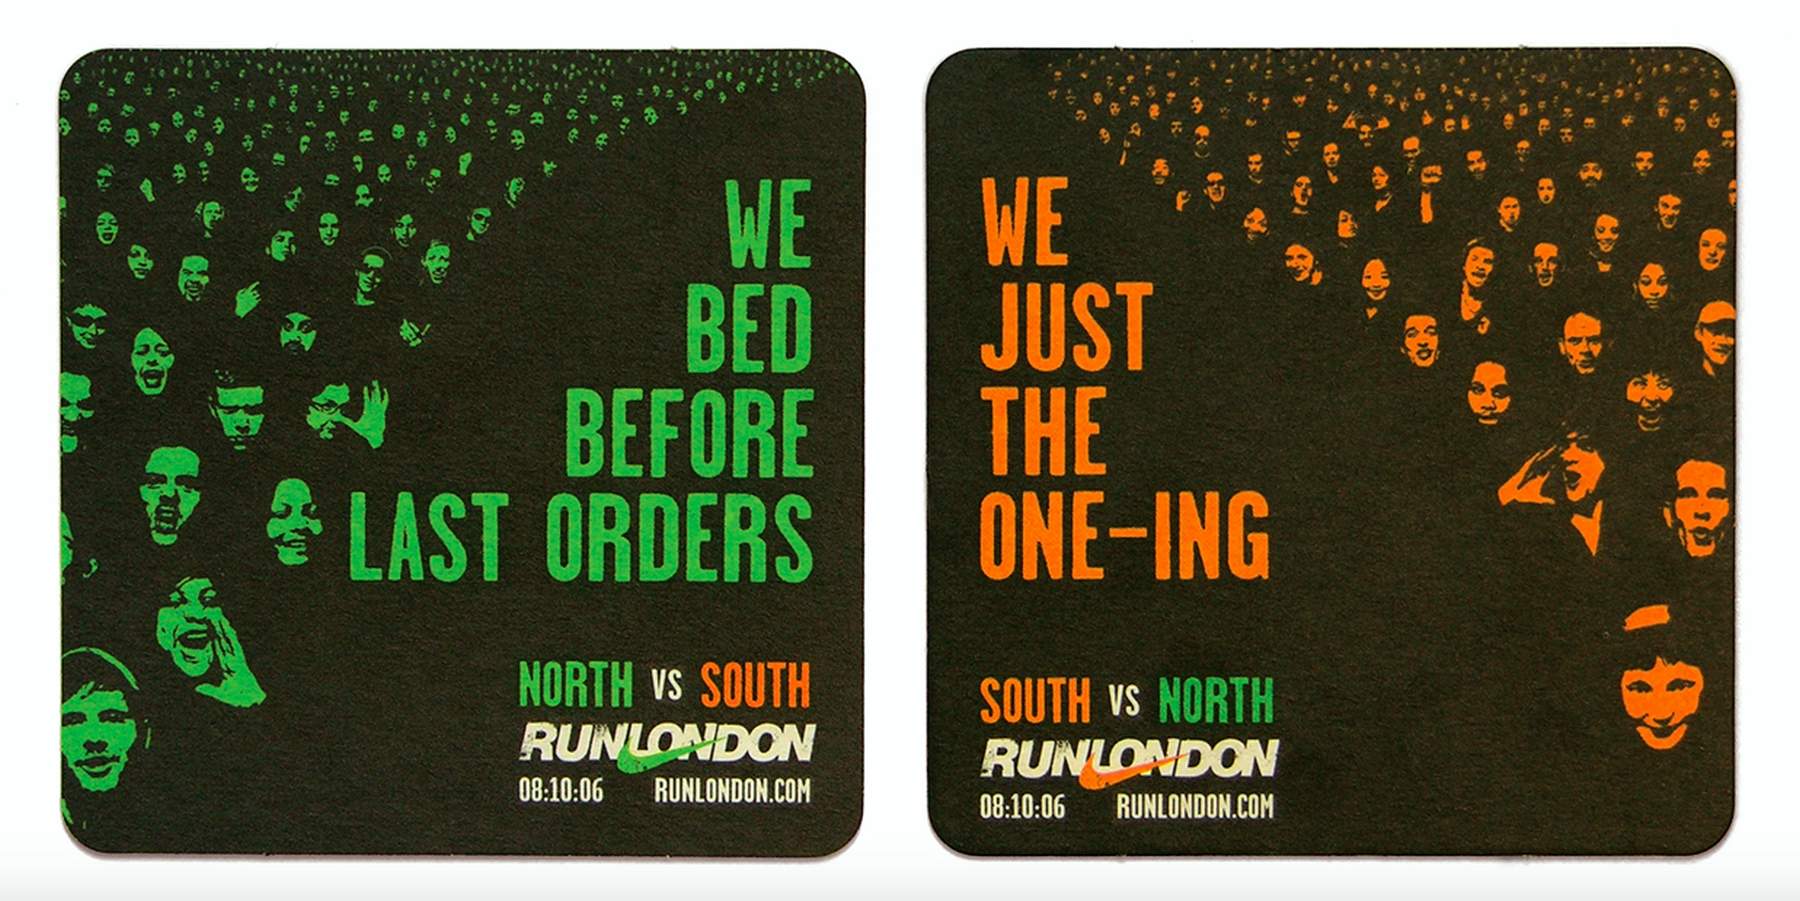 WE
BED
BEFORE
LAST ORDERS
NORTH VS SOUTH
RUNLONDON
08:10:06 RUNLONDON.COM
WE
JUST
THE
ONE-ING
SOUTH VS NORTH
RUNLONDON
08:10:06 RUNLONDON.COM